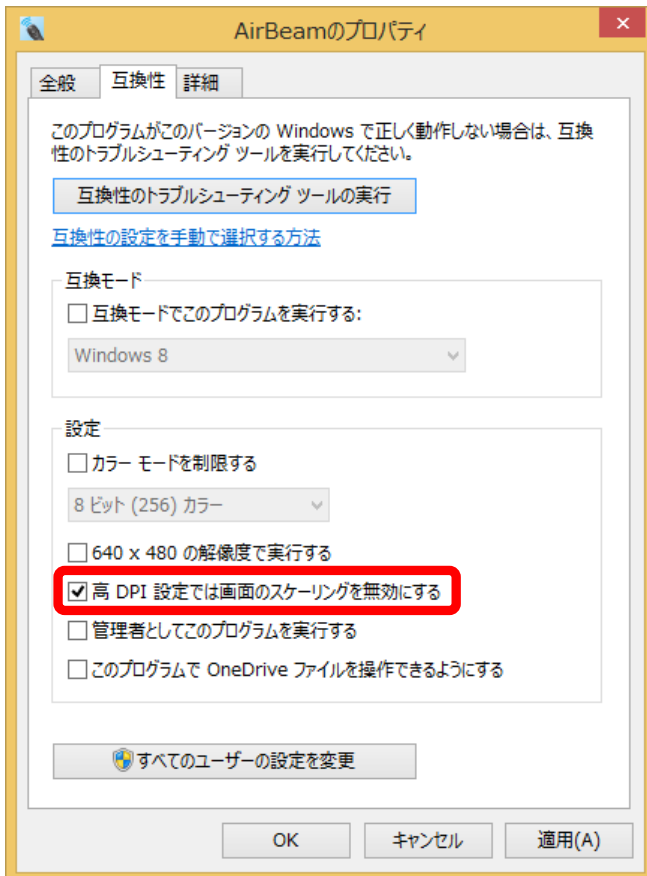 AirBeamのプロパティ
全般 互換性 詳細
このプログラムがこのバージョンの Windows で正しく動作しない場合は、互換
性のトラブルシューティング ツールを実行してください。
互換性のトラブルシューティング ツールの実行
互換性の設定を手動で選択する方法
互換モード
互換モードでこのプログラムを実行する:
Windows 8
設定
カラー モードを制限する
8 ビット (256) カラー
640 x 480 の解像度で実行する
高 DPI 設定では画面のスケーリングを無効にする
管理者としてこのプログラムを実行する
このプログラムで OneDrive ファイルを操作できるようにする
すべてのユーザーの設定を変更
OK キャンセル 適用(A)